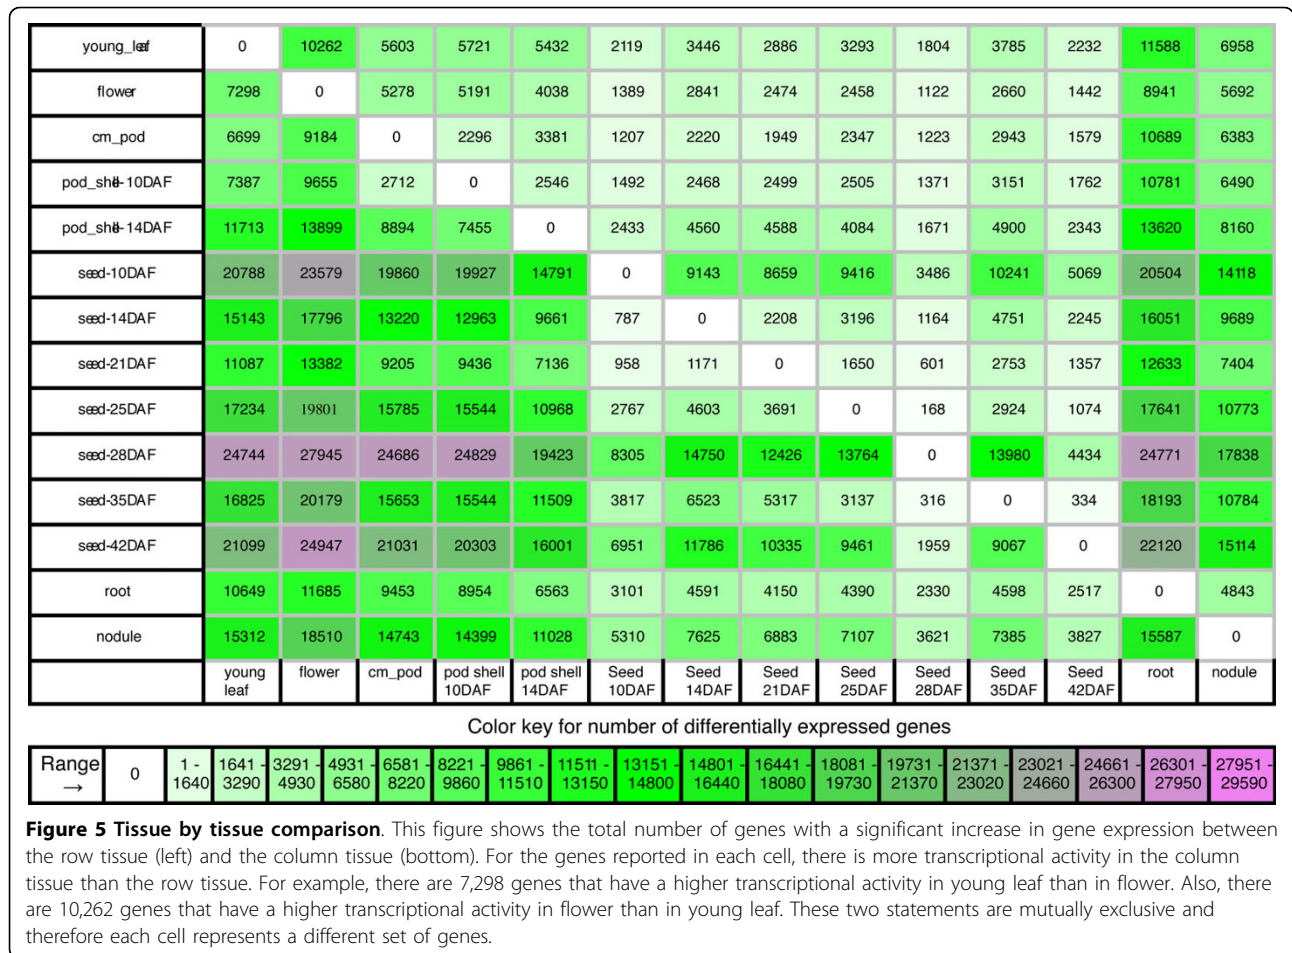 young_leaf 0 10262 5603 5721 5432 2119 3446 2886 3293 1804 3785 2232 11588 6958
flower 7298 0 5278 5191 4038 1389 2841 2474 2458 1122 2660 1442 8941 5692
cm_pod 6699 9184 0 2296 3381 1207 2220 1949 2347 1223 2943 1579 10689 6383
pod_shell-10DAF 7387 9655 2712 0 2546 1492 2468 2499 2505 1371 3151 1762 10781 6490
pod_shell-14DAF 11713 13899 8894 7455 0 2433 4560 4588 4084 1671 4900 2343 13620 8160
seed-10DAF 20788 23579 19860 19927 14791 0 9143 8659 9416 3486 10241 5069 20504 14118
seed-14DAF 15143 17796 13220 12963 9661 787 0 2208 3196 1164 4751 2245 16051 9689
seed-21DAF 11087 13382 9205 9436 7136 958 1171 0 1650 601 2753 1357 12633 7404
seed-25DAF 17234 19801 15785 15544 10968 2767 4603 3691 0 168 2924 1074 17641 10773
seed-28DAF 24744 27945 24686 24829 19423 8305 14750 12426 13764 0 13980 4434 24771 17838
seed-35DAF 16825 20179 15653 15544 11509 3817 6523 5317 3137 316 0 334 18193 10784
seed-42DAF 21099 24947 21031 20303 16001 6951 11786 10335 9461 1959 9067 0 22120 15114
root 10649 11685 9453 8954 6563 3101 4591 4150 4390 2330 4598 2517 0 4843
nodule 15312 18510 14743 14399 11028 5310 7625 6883 7107 3621 7385 3827 15587 0
young flower cm_pod pod shell pod shell Seed Seed Seed Seed Seed Seed Seed root nodule
leaf 10DAF 14DAF 10DAF 14DAF 21DAF 25DAF 28DAF 35DAF 42DAF
Color key for number of differentially expressed genes
Range 0 1 - 1641 - 3291 - 4931 - 6581 - 8221 - 9861 - 11511 - 13151 - 14801 - 16441 - 18081 - 19731 - 21371 - 23021 - 24661 - 26301 - 27951 -
→ 1640 3290 4930 6580 8220 9860 11510 13150 14800 16440 18080 19730 21370 23020 24660 26300 27950 29590
Figure 5 Tissue by tissue comparison. This figure shows the total number of genes with a significant increase in gene expression between
the row tissue (left) and the column tissue (bottom). For the genes reported in each cell, there is more transcriptional activity in the column
tissue than the row tissue. For example, there are 7,298 genes that have a higher transcriptional activity in young leaf than in flower. Also, there
are 10,262 genes that have a higher transcriptional activity in flower than in young leaf. These two statements are mutually exclusive and
therefore each cell represents a different set of genes.